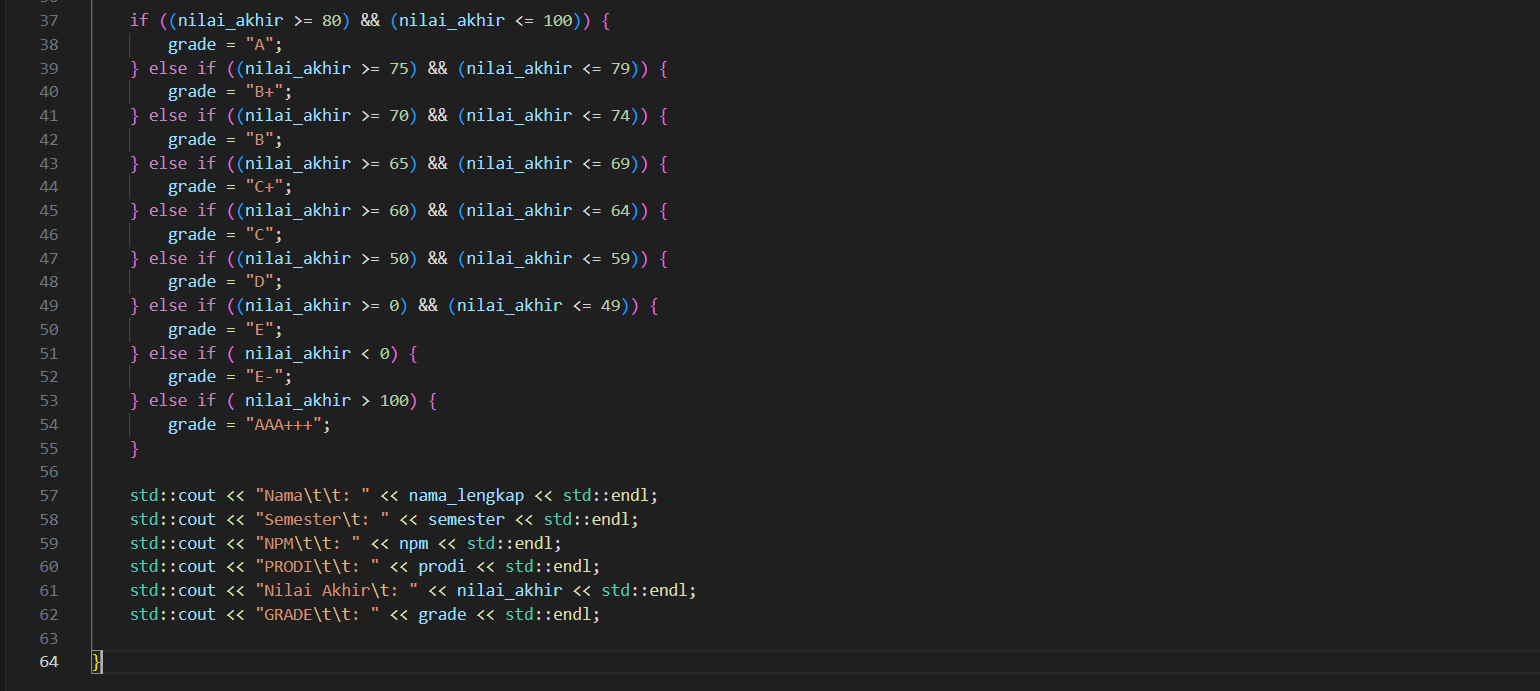 37 if ((nilai_akhir >= 80) && (nilai_akhir <= 100)) {
38 grade = "A";
39 } else if ((nilai_akhir >= 75) && (nilai_akhir <= 79)) {
40 grade = "B+";
41 } else if ((nilai_akhir >= 70) && (nilai_akhir <= 74)) {
42 grade = "B";
43 } else if ((nilai_akhir >= 65) && (nilai_akhir <= 69)) {
44 grade = "C+";
45 } else if ((nilai_akhir >= 60) && (nilai_akhir <= 64)) {
46 grade = "C";
47 } else if ((nilai_akhir >= 50) && (nilai_akhir <= 59)) {
48 grade = "D";
49 } else if ((nilai_akhir >= 0) && (nilai_akhir <= 49)) {
50 grade = "E";
51 } else if ( nilai_akhir < 0) {
52 grade = "E-";
53 } else if ( nilai_akhir > 100) {
54 grade = "AAA+++";
55 }
56
57 std::cout << "Nama\t\t: " << nama_lengkap << std::endl;
58 std::cout << "Semester\t: " << semester << std::endl;
59 std::cout << "NPM\t\t: " << npm << std::endl;
60 std::cout << "PRODI\t\t: " << prodi << std::endl;
61 std::cout << "Nilai Akhir\t: " << nilai_akhir << std::endl;
62 std::cout << "GRADE\t\t: " << grade << std::endl;
63
64 }